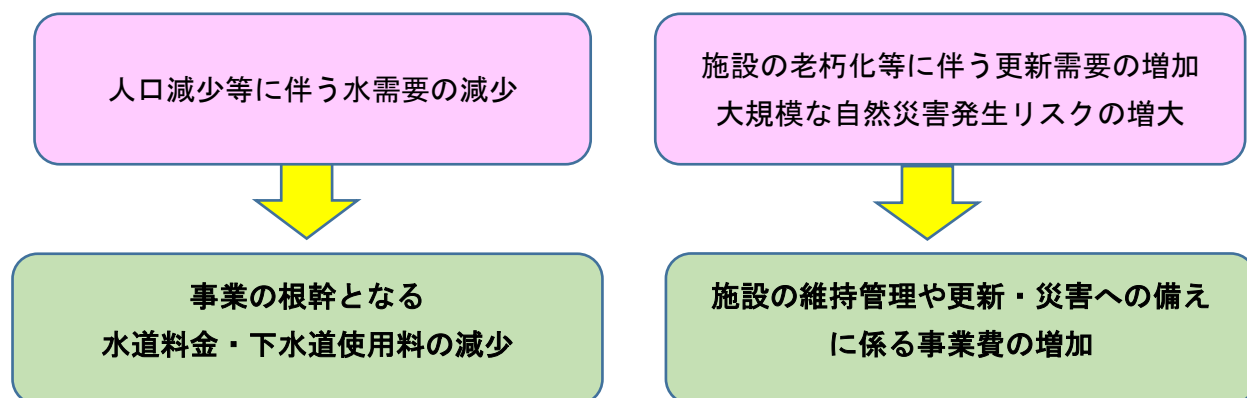 人口減少等に伴う水需要の減少
施設の老朽化等に伴う更新需要の増加
大規模な自然災害発生リスクの増大
事業の根幹となる
水道料金・下水道使用料の減少
施設の維持管理や更新・災害への備え
に係る事業費の増加